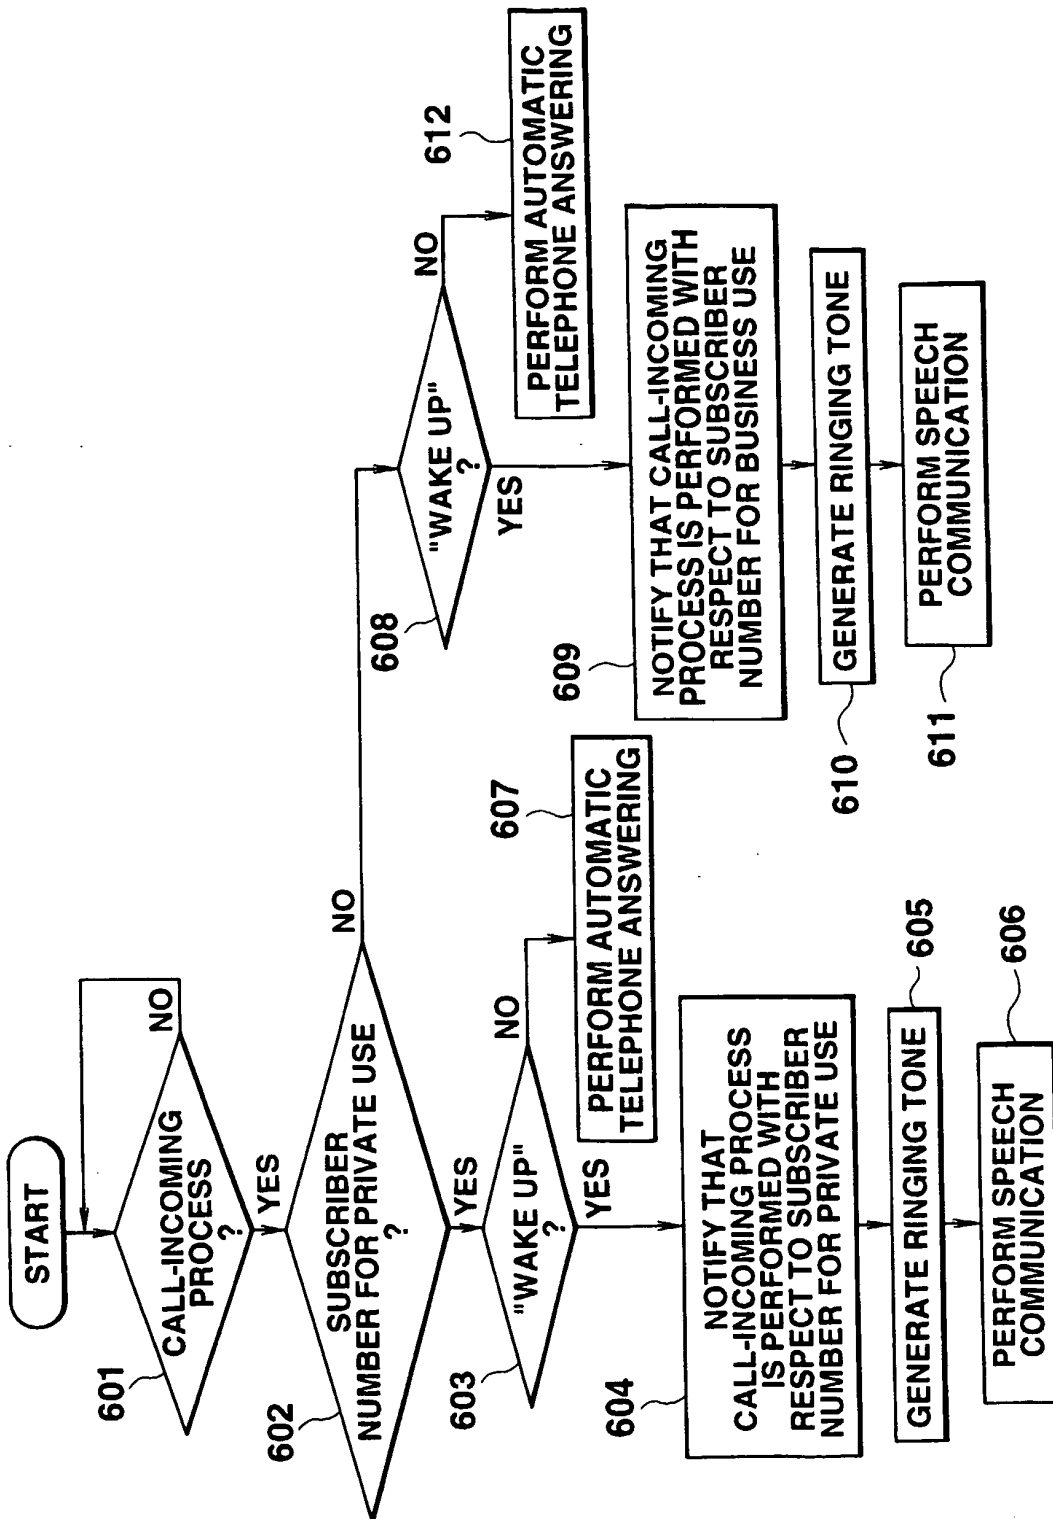 START
601
CALL-INCOMING
PROCESS
?
NO
YES
602
SUBSCRIBER
NUMBER FOR PRIVATE USE
?
NO
YES
603
"WAKE UP"
?
NO
YES
607
PERFORM AUTOMATIC
TELEPHONE ANSWERING
604
NOTIFY THAT
CALL-INCOMING PROCESS
IS PERFORMED WITH
RESPECT TO SUBSCRIBER
NUMBER FOR PRIVATE USE
605
GENERATE RINGING TONE
606
PERFORM SPEECH
COMMUNICATION
608
"WAKE UP"
?
NO
YES
612
PERFORM AUTOMATIC
TELEPHONE ANSWERING
609
NOTIFY THAT CALL-INCOMING
PROCESS IS PERFORMED WITH
RESPECT TO SUBSCRIBER
NUMBER FOR BUSINESS USE
610
GENERATE RINGING TONE
611
PERFORM SPEECH
COMMUNICATION